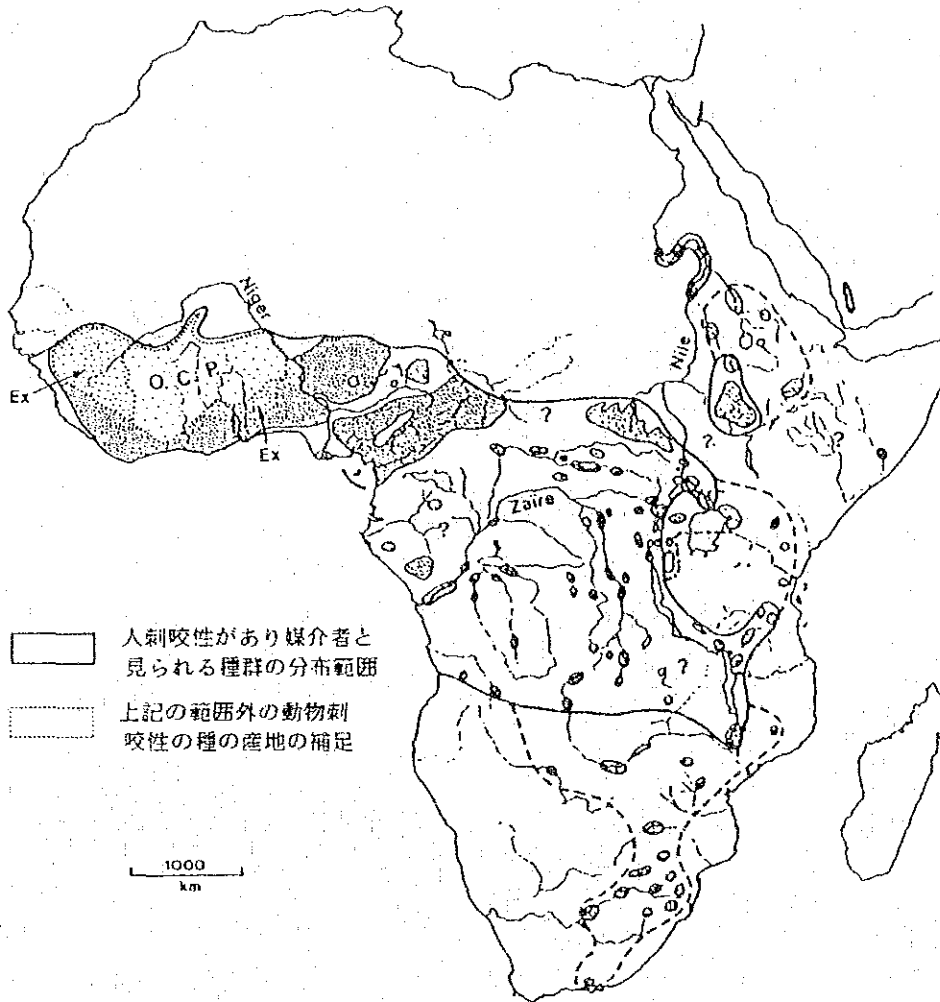 Niger
Nile
Ex
O. C. P.
Ex
?
?
?
Zaire
?
?
人刺咬性があり媒介者と
見られる種群の分布範囲
上記の範囲外の動物刺
咬性の種の産地の補足
1000
km